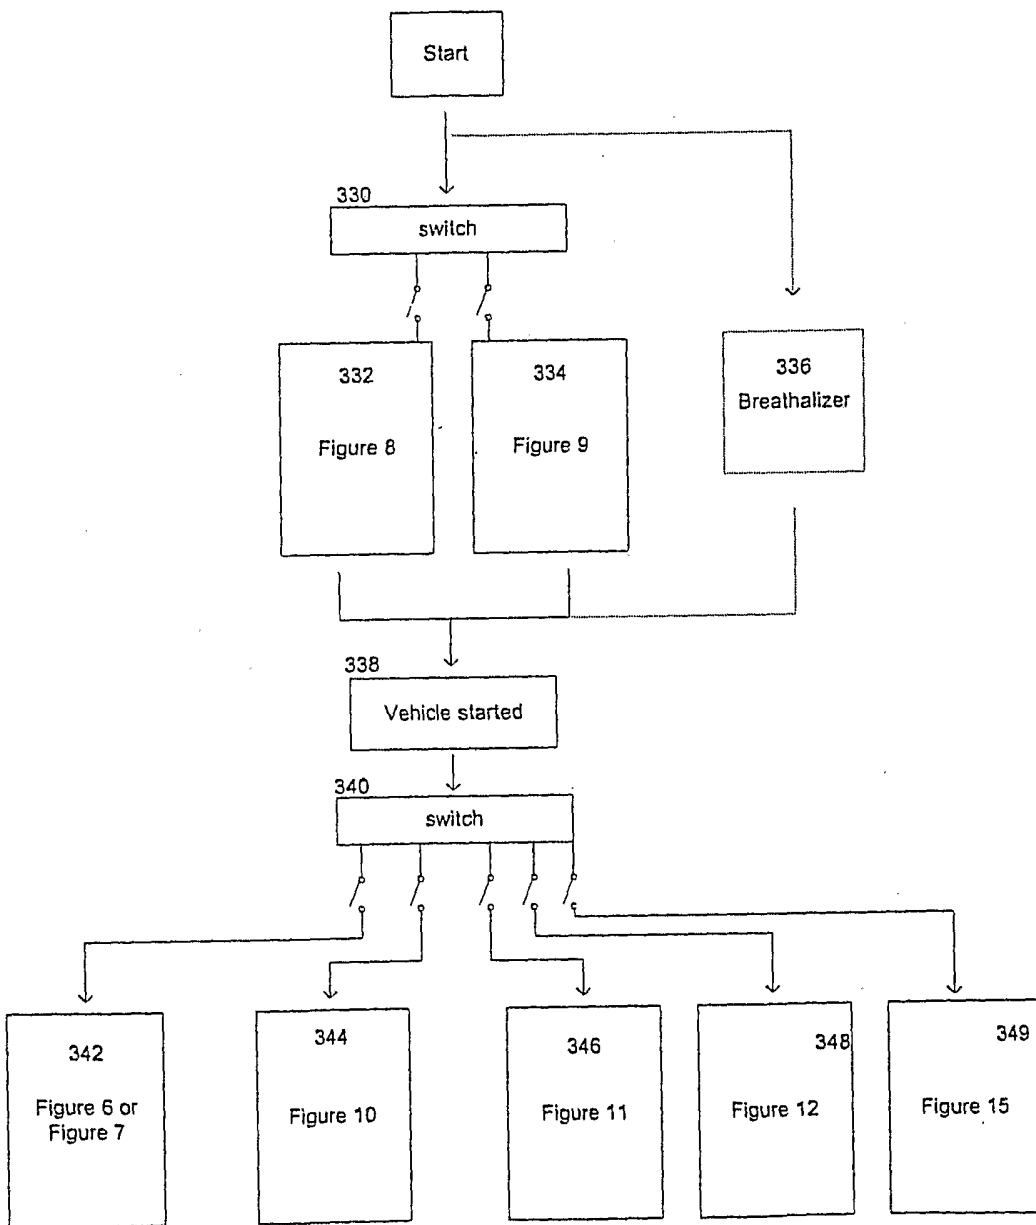 Start
330
switch
332
Figure 8
334
Figure 9
336
Breathalizer
338
Vehicle started
340
switch
342
Figure 6 or
Figure 7
344
Figure 10
346
Figure 11
348
Figure 12
349
Figure 15